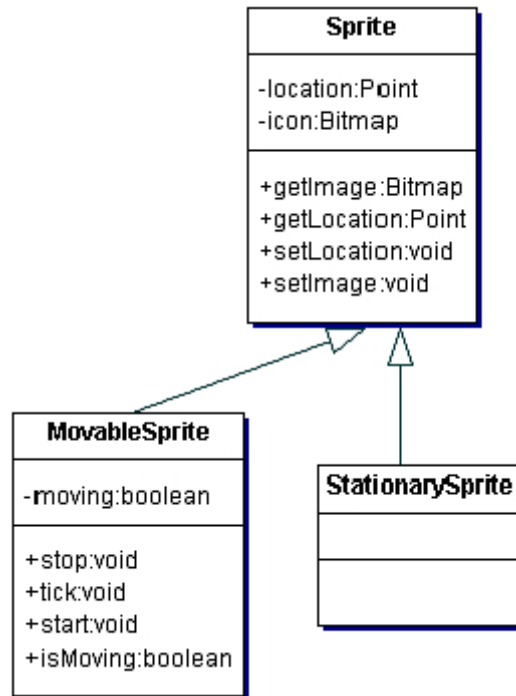 Sprite
-location:Point
-icon:Bitmap
+getImage:Bitmap
+getLocation:Point
+setLocation:void
+setImage:void
MovableSprite
-moving:boolean
+stop:void
+tick:void
+start:void
+isMoving:boolean
StationarySprite